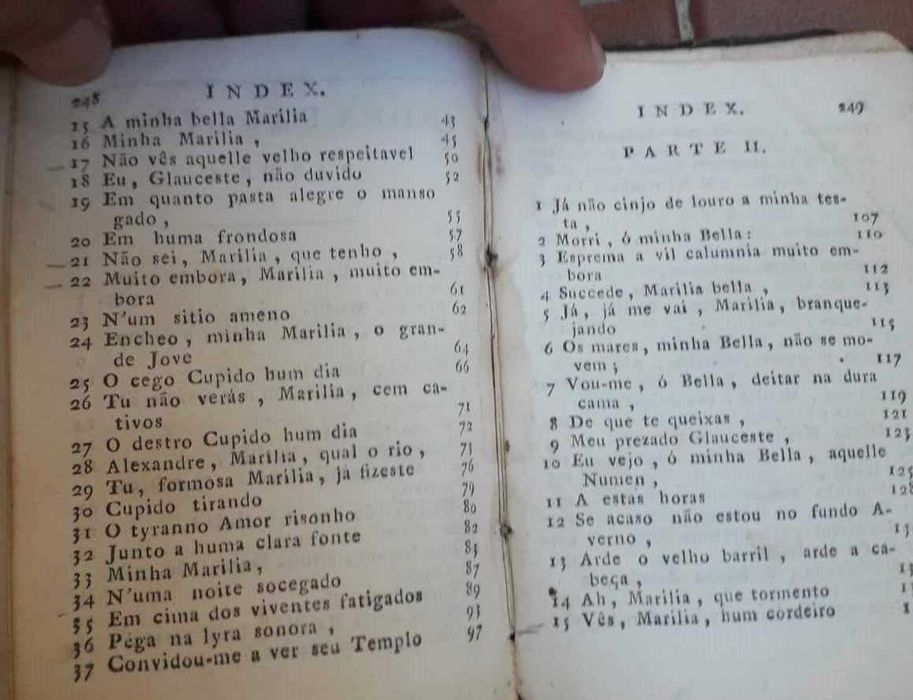 248 INDEX.
15 A minha bella Marilia 43
16 Minha Marilia , 45
17 Não vês aquelle velho respeitavel 50
18 Eu, Glauceste, não duvido 52
19 Em quanto pasta alegre o manso
gado , 55
20 Em huma frondosa 57
21 Não sei, Marilia, que tenho , 58
22 Muito embora, Marilia, muito em-
bora 61
23 N'um sitio ameno 62
24 Encheo, minha Marilia, o gran-
de Jove 64
25 O cego Cupido hum dia 66
26 Tu não verás, Marilia, cem ca-
tivos 71
27 O destro Cupido hum dia 72
28 Alexandre, Marilia, qual o rio, 73
29 Tu, formosa Marilia, já fizeste 76
30 Cupido tirando 79
31 O tyranno Amor risonho 80
32 Junto a huma clara fonte 82
33 Minha Marilia, 83
34 N'uma noite socegado 87
35 Em cima dos viventes fatigados 89
36 Péga na lyra sonora , 93
37 Convidou-me a ver seu Templo 97
INDEX. 249
PARTE II.
1 Já não cinjo de louro a minha tes-
ta , 107
2 Morri, ó minha Bella: 110
3 Esprema a vil calumnia muito em-
bora 112
4 Succede, Marilia bella , 113
5 Já, já me vai, Marilia, branque-
jando 115
6 Os mares, minha Bella, não se mo-
vem ; 117
7 Vou-me, ó Bella, deitar na dura
cama , 119
8 De que te queixas , 121
9 Meu prezado Glauceste , 123
10 Eu vejo, ó minha Bella, aquelle
Numen ,
11 A estas horas
12 Se acaso não estou no fundo A-
verno ,
13 Arde o velho barril, arde a ca-
beça ,
14 Ah, Marilia, que tormento
15 Vês, Marilia, hum cordeiro